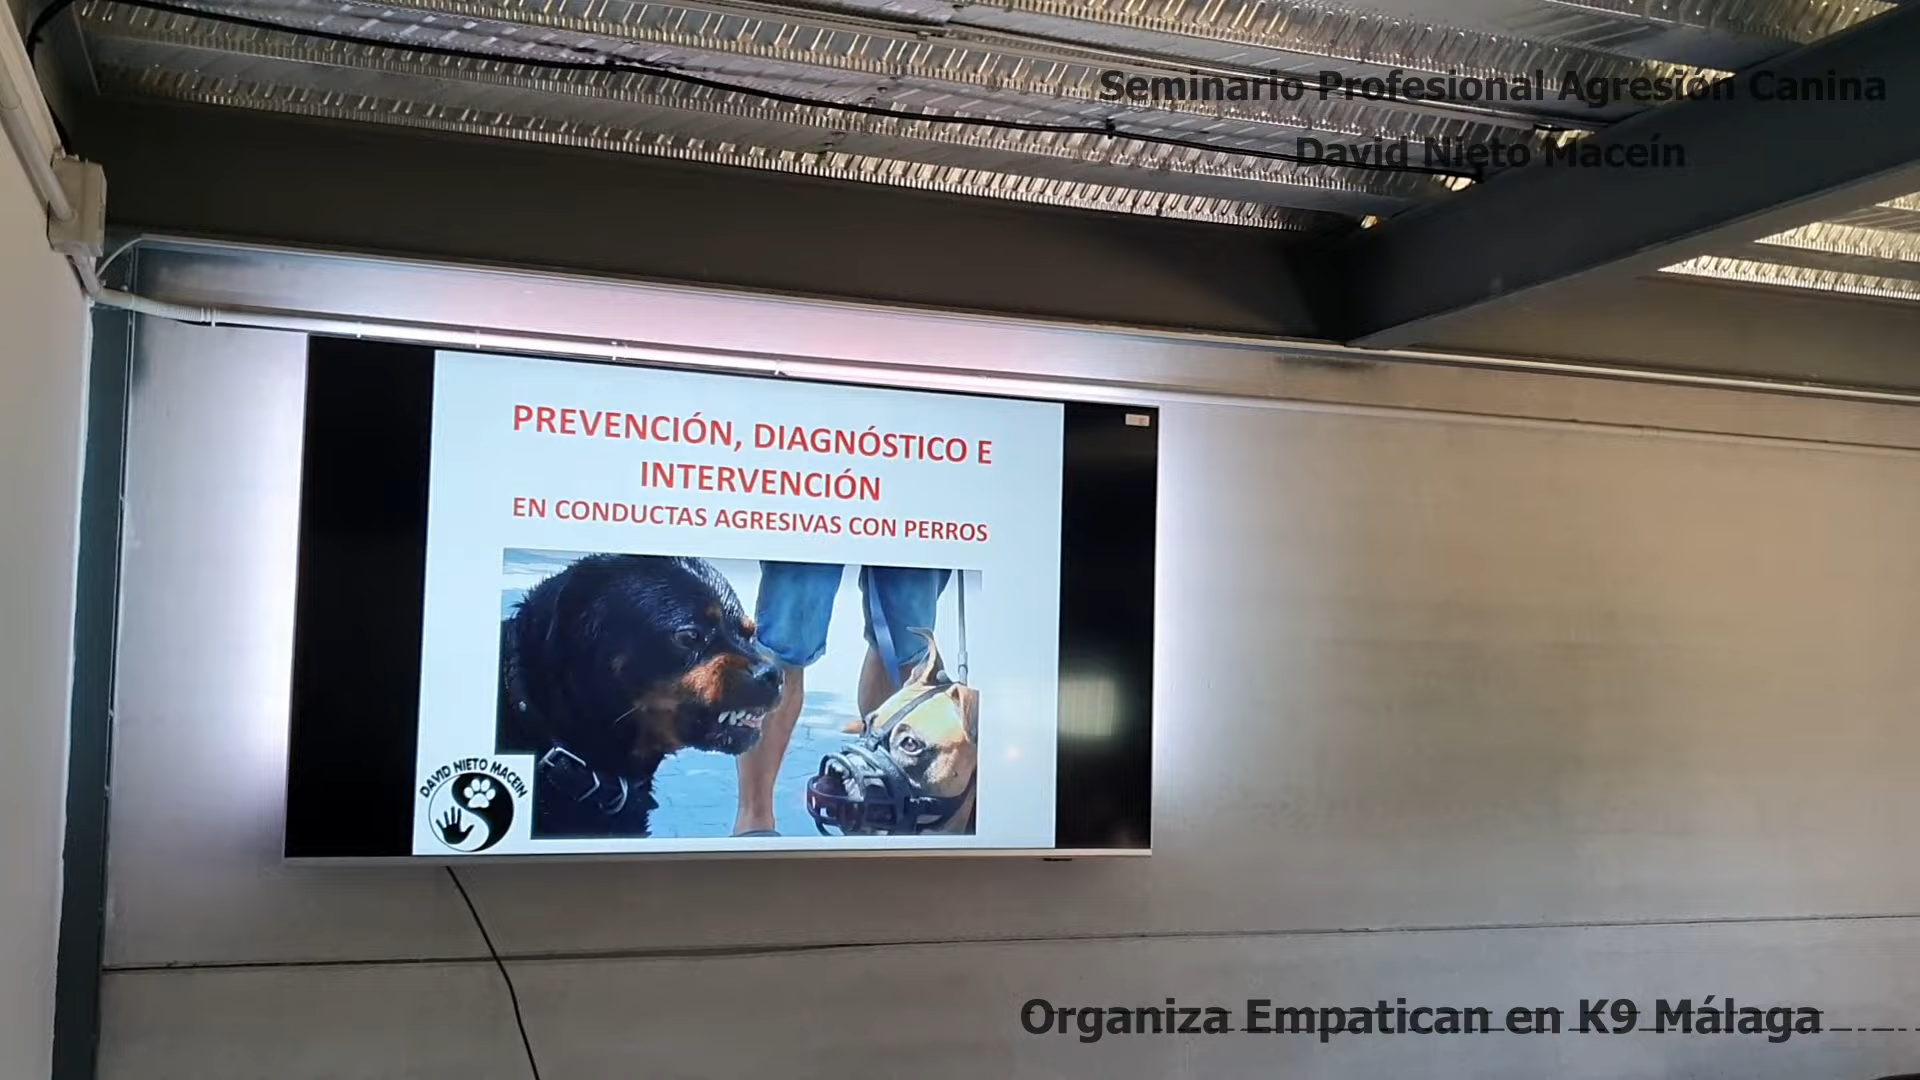 Seminario Profesional Agresión Canina
David Nieto Maceín
PREVENCIÓN, DIAGNÓSTICO E
INTERVENCIÓN
EN CONDUCTAS AGRESIVAS CON PERROS
DAVID NIETO MACEIN
Organiza Empatican en K9 Málaga